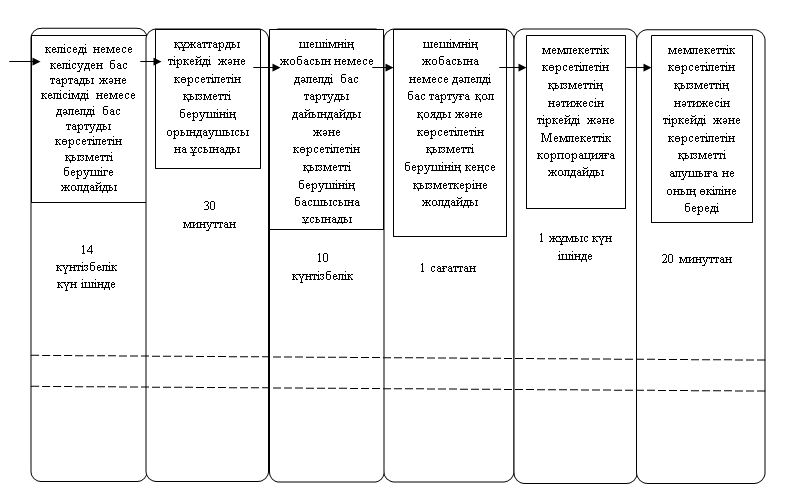 келіседі немесе
келісуден бас
тартады және
келісімді немесе
дәлелді бас
тартуды
көрсетілетін
қызметті
берушіге
жолдайды
14
күнтізбелік
күн ішінде
құжаттарды
тіркейді және
көрсетілетін
қызметті
берушінің
орындаушысы
на ұсынады
30
минуттан
шешімнің
жобасын немесе
дәлелді бас
тартуды
дайындайды
және
көрсетілетін
қызметті
берушінің
басшысына
ұсынады
10
күнтізбелік
шешімнің
жобасына
немесе дәлелді
бас тартуға қол
қояды және
көрсетілетін
қызметті
берушінің кеңсе
қызметкеріне
жолдайды
1 сағаттан
мемлекеттік
көрсетілетін
қызметтің
нәтижесін
тіркейді және
Мемлекеттік
корпорацияға
жолдайды
1 жұмыс күн
ішінде
мемлекеттік
көрсетілетін
қызметтің
нәтижесін
тіркейді және
көрсетілетін
қызметті
алушыға не
оның өкіліне
береді
20 минуттан